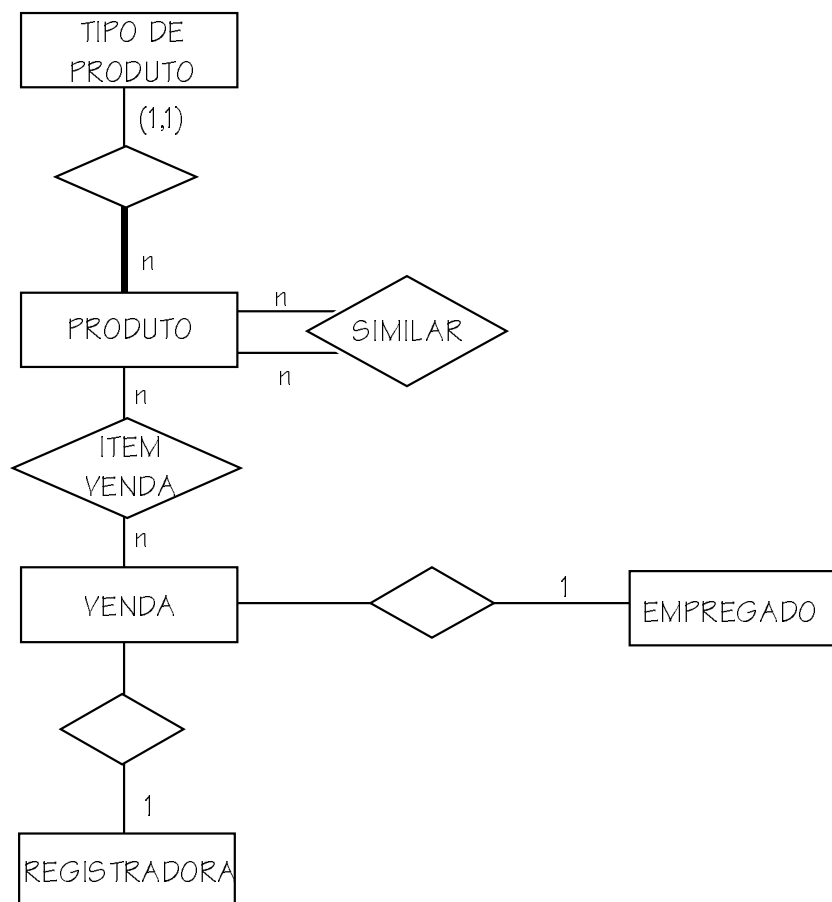 TIPO DE
PRODUTO
(1,1)
n
n
PRODUTO
SIMILAR
n
n
ITEM
VENDA
n
VENDA
1
EMPREGADO
1
REGISTRADORA